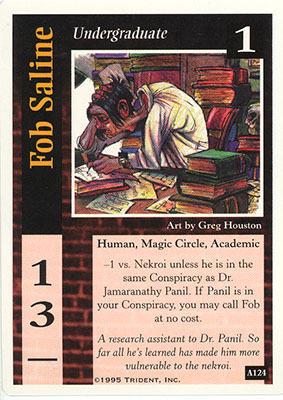 Fob Saline
Undergraduate
1
Art by Greg Houston
Human, Magic Circle, Academic
–1 vs. Nekroi unless he is in the
same Conspiracy as Dr.
Jamaranathy Panil. If Panil is in
your Conspiracy, you may call Fob
at no cost.
1
3
—
A research assistant to Dr. Panil. So
far all he's learned has made him more
vulnerable to the nekroi.
©1995 TRIDENT, INC.
A124